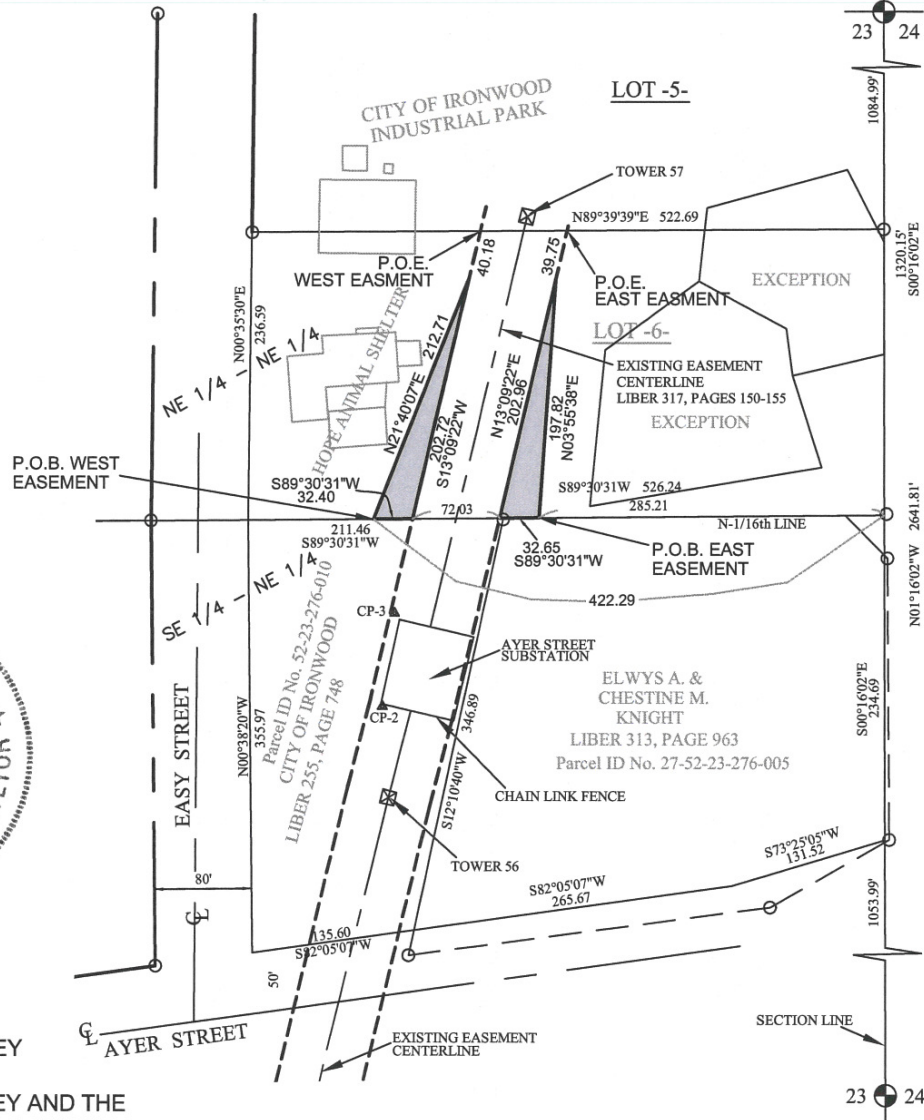 23 24
1084.99'
LOT -5-
CITY OF IRONWOOD
INDUSTRIAL PARK
TOWER 57
N89°39'39"E 522.69
P.O.E.
WEST EASMENT
40.18
39.75
P.O.E.
EAST EASMENT
EXCEPTION
1320.15'
S00°16'02"E
N00°35'30"E
236.59
NE 1/4 - NE 1/4
HOPE ANIMAL SHELTER
N21°40'07"E 212.71
202.72
S13°09'22"W
N13°09'22"E
202.96
197.82
N03°55'38"E
LOT -6-
EXISTING EASEMENT
CENTERLINE
LIBER 317, PAGES 150-155
EXCEPTION
P.O.B. WEST
EASEMENT
S89°30'31"W
32.40
72.03
S89°30'31W 526.24
285.21
N-1/16th LINE
211.46
S89°30'31"W
32.65
S89°30'31"W
P.O.B. EAST
EASEMENT
2641.81'
N01°16'02"W
422.29
SE 1/4 - NE 1/4
CP-3
AYER STREET
SUBSTATION
Parcel ID No. 52-23-276-010
CITY OF IRONWOOD
LIBER 255, PAGE 748
CP-2
346.89
S12°10'40"W
ELWYS A. &
CHESTINE M.
KNIGHT
LIBER 313, PAGE 963
Parcel ID No. 27-52-23-276-005
S00°16'02"E
234.69
N00°38'20"W
355.97
EASY STREET
CHAIN LINK FENCE
TOWER 56
S73°25'05"W
131.52
S82°05'07"W
265.67
80'
135.60
S82°05'07"W
50'
1053.99'
CL
CL AYER STREET
EXISTING EASEMENT
CENTERLINE
SECTION LINE
EY
EY AND THE
23 24